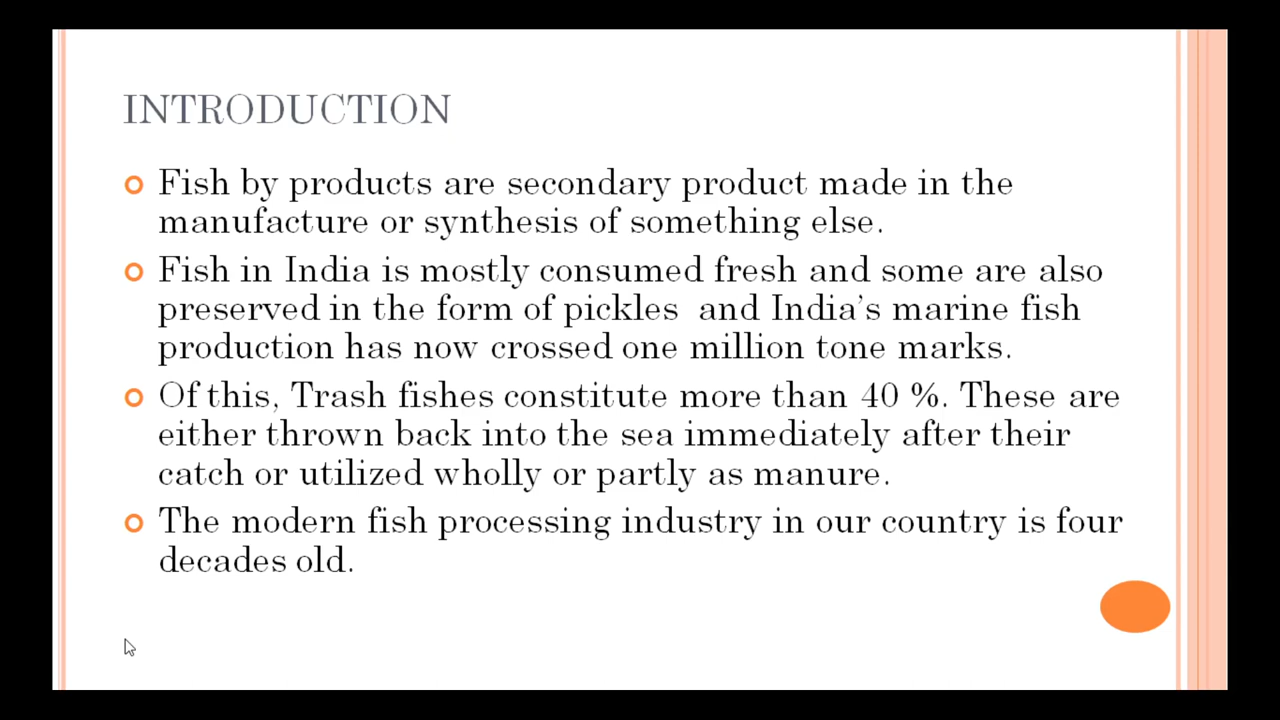 INTRODUCTION
Fish by products are secondary product made in the
manufacture or synthesis of something else.
Fish in India is mostly consumed fresh and some are also
preserved in the form of pickles  and India’s marine fish
production has now crossed one million tone marks.
Of this, Trash fishes constitute more than 40 %. These are
either thrown back into the sea immediately after their
catch or utilized wholly or partly as manure.
The modern fish processing industry in our country is four
decades old.